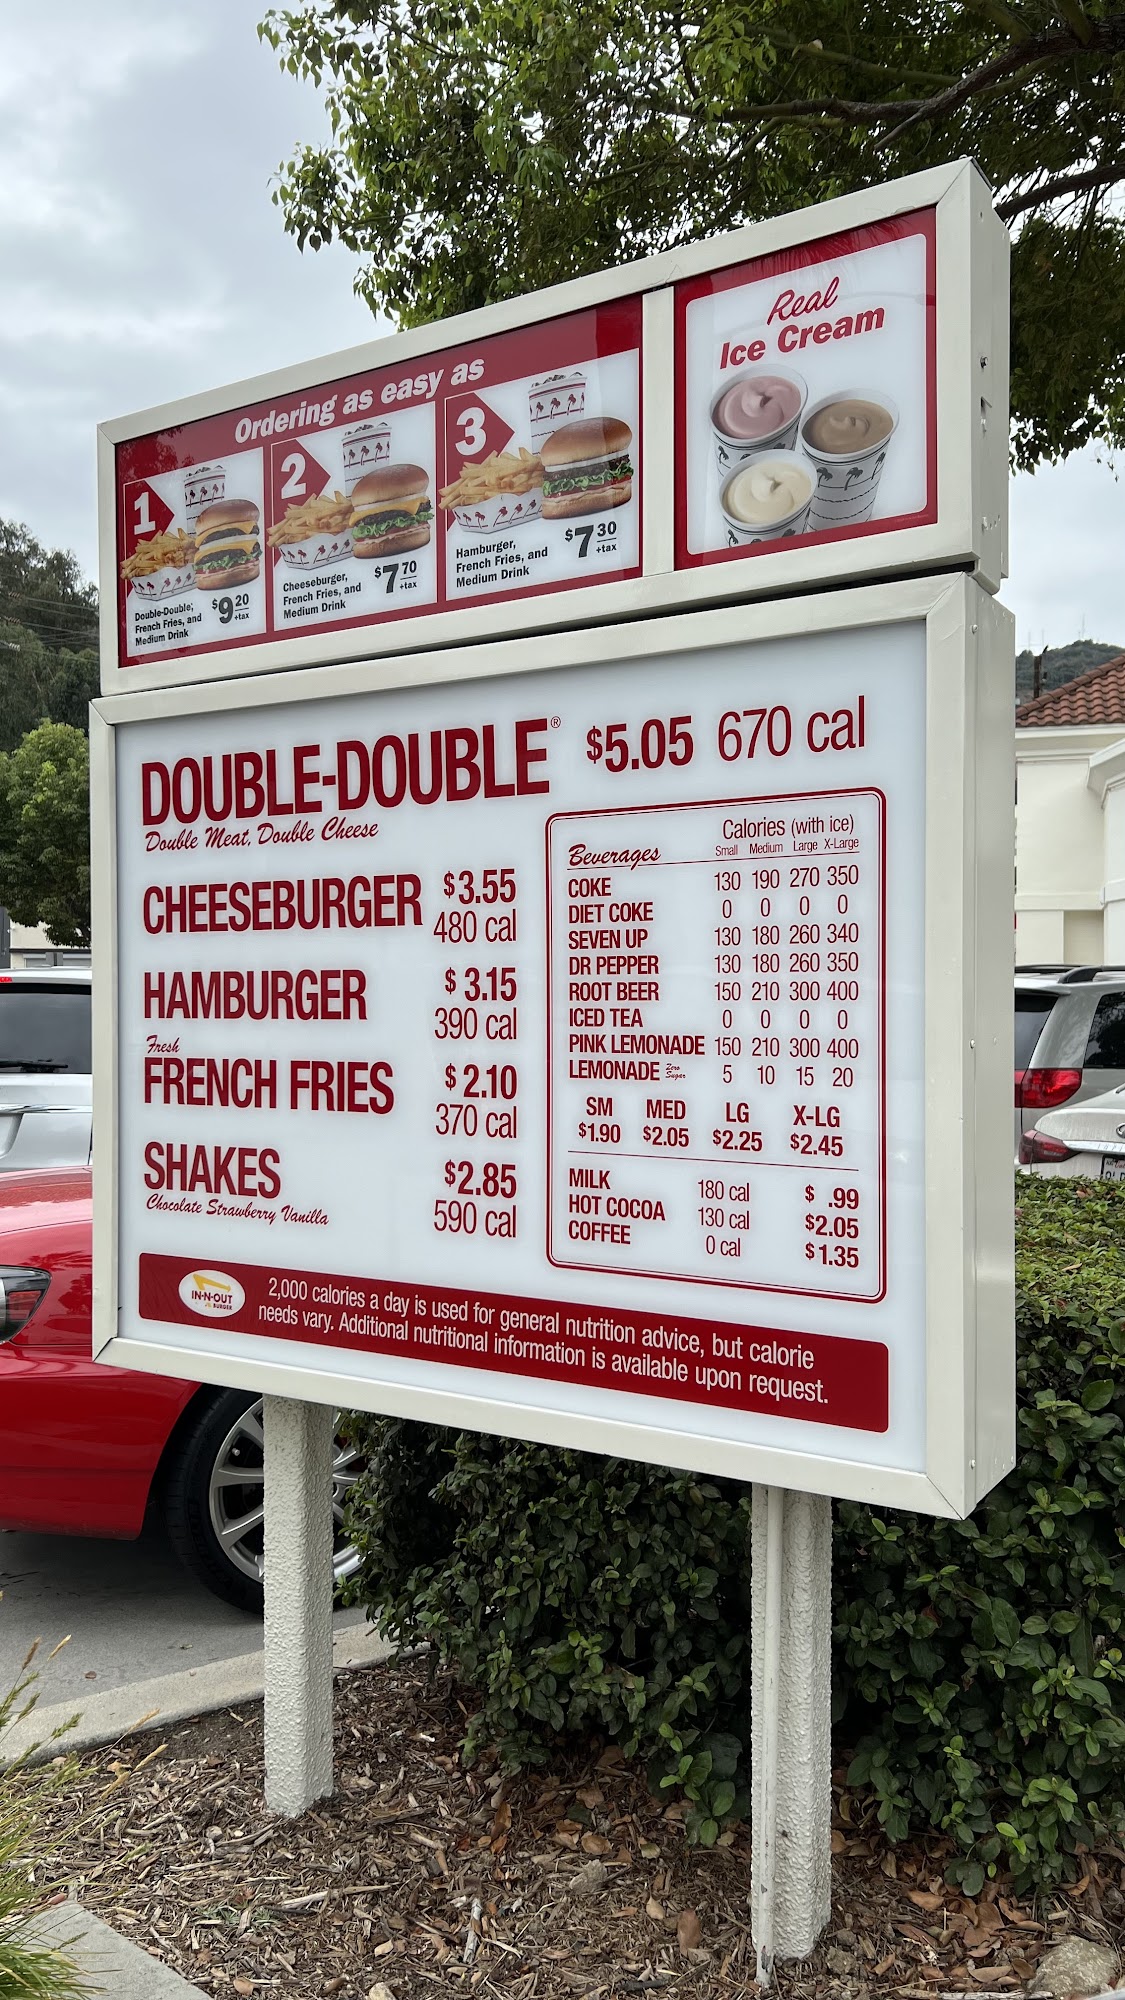 Ordering as easy as
1
Double-Double,
French Fries, and
Medium Drink
$9 20
+tax
2
Cheeseburger,
French Fries, and
Medium Drink
$7 70
+tax
3
Hamburger,
French Fries, and
Medium Drink
$7 30
+tax
Real
Ice Cream
DOUBLE-DOUBLE® $5.05 670 cal
Double Meat, Double Cheese
CHEESEBURGER $3.55
480 cal
HAMBURGER $3.15
390 cal
Fresh
FRENCH FRIES $2.10
370 cal
SHAKES $2.85
Chocolate Strawberry Vanilla 590 cal
Calories (with ice)
Beverages Small Medium Large X-Large
COKE 130 190 270 350
DIET COKE 0 0 0 0
SEVEN UP 130 180 260 340
DR PEPPER 130 180 260 350
ROOT BEER 150 210 300 400
ICED TEA 0 0 0 0
PINK LEMONADE 150 210 300 400
LEMONADE Zero Sugar 5 10 15 20
SM MED LG X-LG
$1.90 $2.05 $2.25 $2.45
MILK 180 cal $ .99
HOT COCOA 130 cal $2.05
COFFEE 0 cal $1.35
IN-N-OUT
BURGER
2,000 calories a day is used for general nutrition advice, but calorie
needs vary. Additional nutritional information is available upon request.